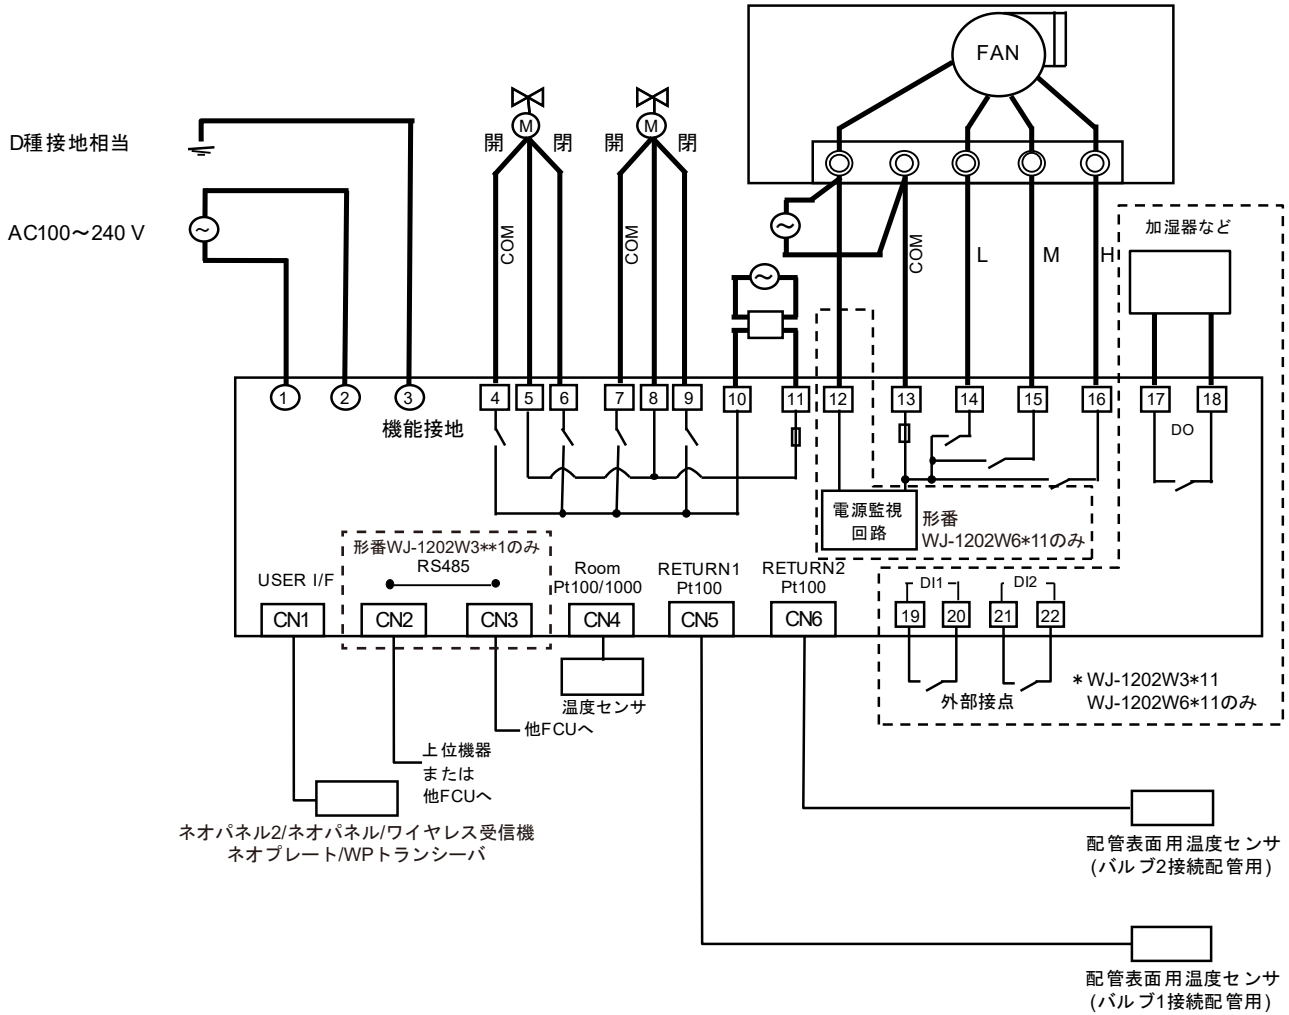 FAN
D種接地相当
AC100～240 V
開
M
閉
開
M
閉
COM
COM
COM
L
M
H
加湿器など
1
2
3
4
5
6
7
8
9
10
11
12
13
14
15
16
17
18
機能接地
DO
電源監視
回路
形番
WJ-1202W6*11のみ
形番WJ-1202W3**1のみ
RS485
USER I/F
Room
Pt100/1000
RETURN1
Pt100
RETURN2
Pt100
DI1
DI2
CN1
CN2
CN3
CN4
CN5
CN6
19
20
21
22
外部接点
* WJ-1202W3*11
WJ-1202W6*11のみ
温度センサ
他FCUへ
上位機器
または
他FCUへ
ネオパネル2/ネオパネル/ワイヤレス受信機
ネオプレート/WPトランシーバ
配管表面用温度センサ
(バルブ2接続配管用)
配管表面用温度センサ
(バルブ1接続配管用)